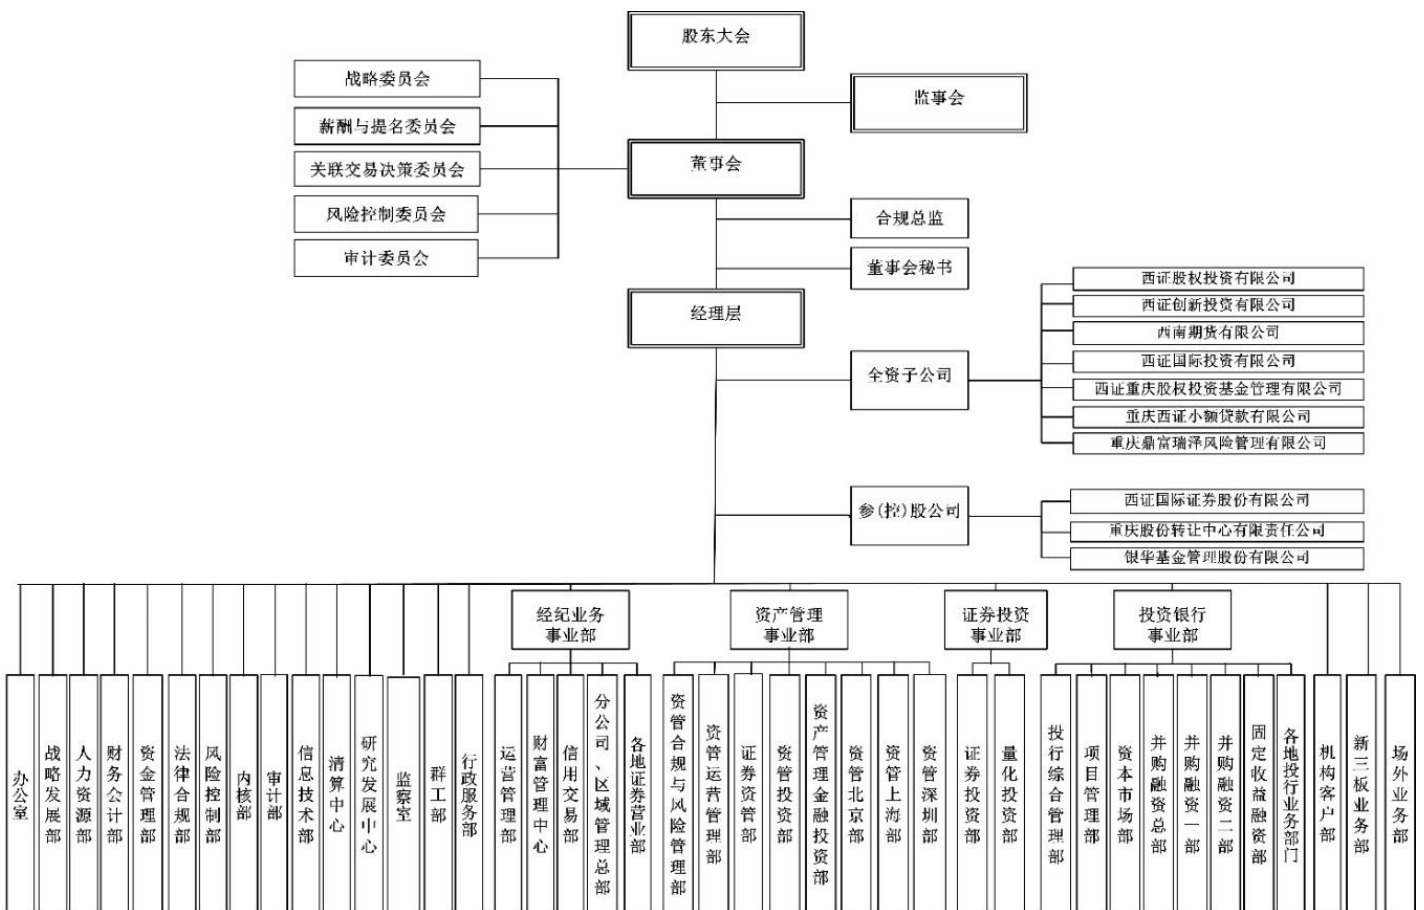 股东大会
监事会
战略委员会
薪酬与提名委员会
关联交易决策委员会
风险控制委员会
审计委员会
董事会
合规总监
董事会秘书
经理层
全资子公司
西证股权投资有限公司
西证创新投资有限公司
西南期货有限公司
西证国际投资有限公司
西证重庆股权投资基金管理有限公司
重庆西证小额贷款有限公司
重庆鼎富瑞泽风险管理有限公司
参(控)股公司
西证国际证券股份有限公司
重庆股份转让中心有限责任公司
银华基金管理股份有限公司
经纪业务
事业部
资产管理
事业部
证券投资
事业部
投资银行
事业部
办公室
战略发展部
人力资源部
财务会计部
资金管理部
法律合规部
风险控制部
内核部
审计部
信息技术部
清算中心
研究发展中心
监察室
群工部
行政服务部
运营管理部
财富管理中心
信用交易部
分公司、区域管理总部
各地证券营业部
资管合规与风险管理部
资管运营管理部
证券资管部
资管投资部
资产管理金融投资部
资管北京部
资管上海部
资管深圳部
证券投资部
量化投资部
投行综合管理部
项目管理部
资本市场部
并购融资总部
并购融资一部
并购融资二部
固定收益融资部
各地投行业务部门
机构客户部
新三板业务部
场外业务部